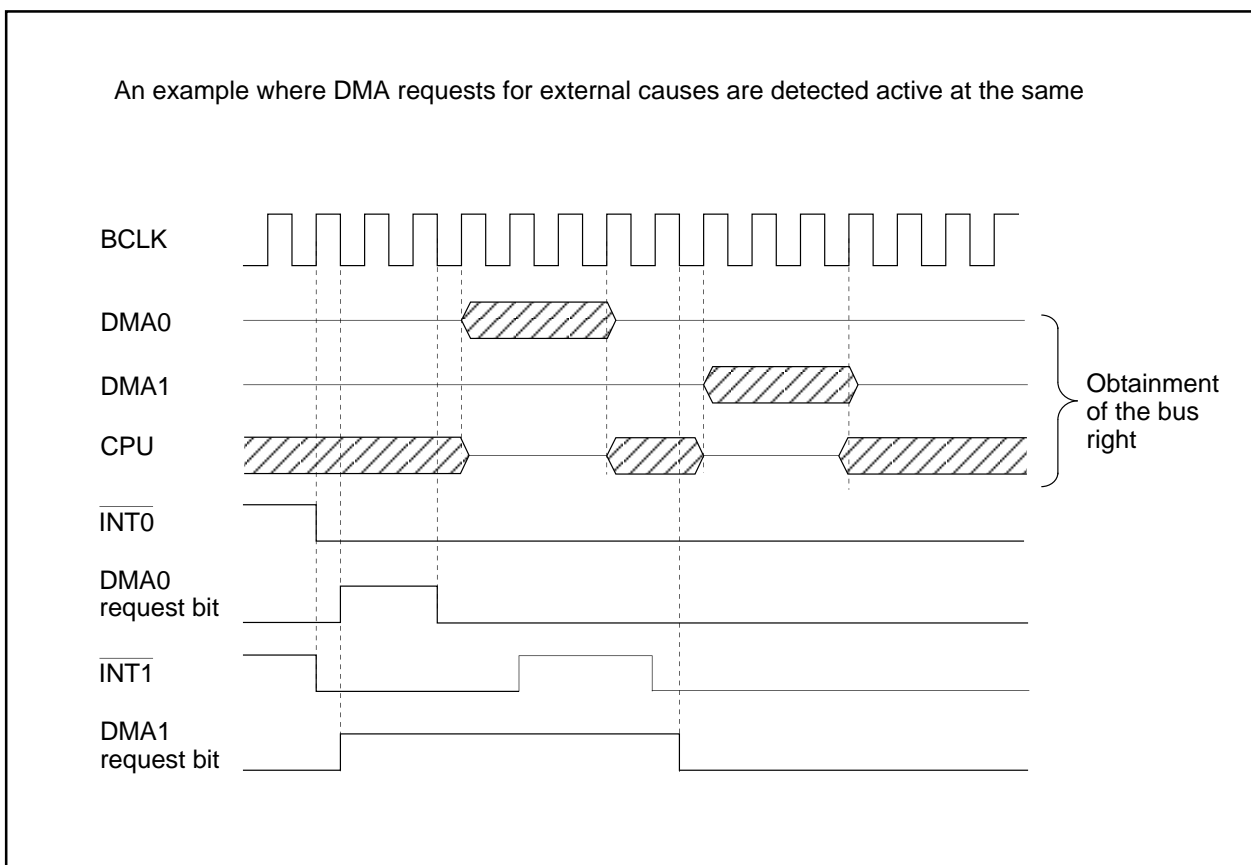 An example where DMA requests for external causes are detected active at the same
BCLK
DMA0
DMA1
CPU
Obtainment
of the bus
right
INT0
DMA0
request bit
INT1
DMA1
request bit